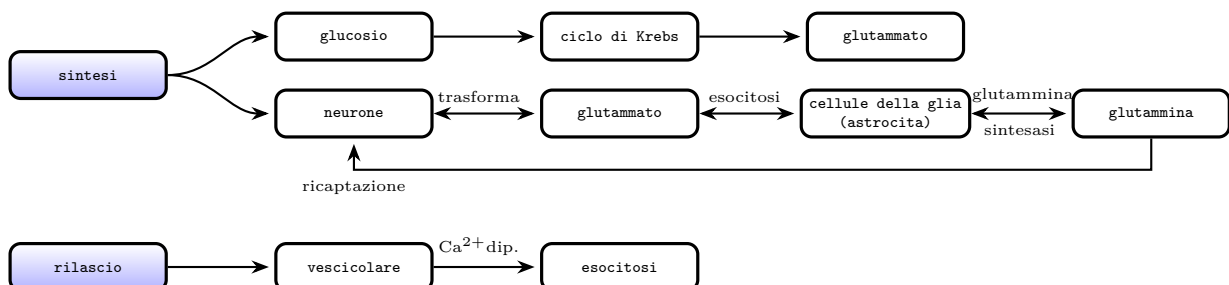 glucosio
ciclo di Krebs
glutammato
sintesi
neurone
trasforma
glutammato
esocitosi
cellule della glia
(astrocita)
glutammina
sintesasi
glutammina
ricaptazione
rilascio
vescicolare
Ca²⁺dip.
esocitosi